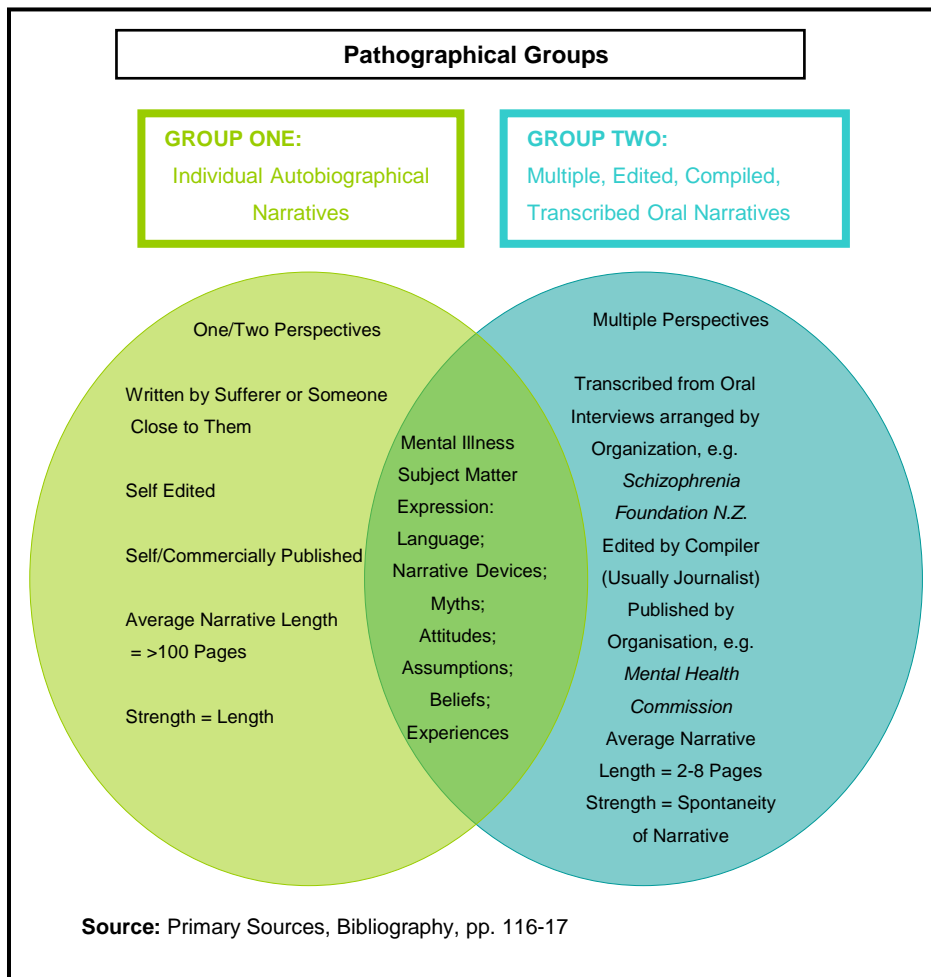 Pathographical Groups
GROUP ONE:
Individual Autobiographical
Narratives
GROUP TWO:
Multiple, Edited, Compiled,
Transcribed Oral Narratives
One/Two Perspectives
Written by Sufferer or Someone
Close to Them
Self Edited
Self/Commercially Published
Average Narrative Length
= >100 Pages
Strength = Length
Mental Illness
Subject Matter
Expression:
Language;
Narrative Devices;
Myths;
Attitudes;
Assumptions;
Beliefs;
Experiences
Multiple Perspectives
Transcribed from Oral
Interviews arranged by
Organization, e.g.
Schizophrenia
Foundation N.Z.
Edited by Compiler
(Usually Journalist)
Published by
Organisation, e.g.
Mental Health
Commission
Average Narrative
Length = 2-8 Pages
Strength = Spontaneity
of Narrative
Source: Primary Sources, Bibliography, pp. 116-17